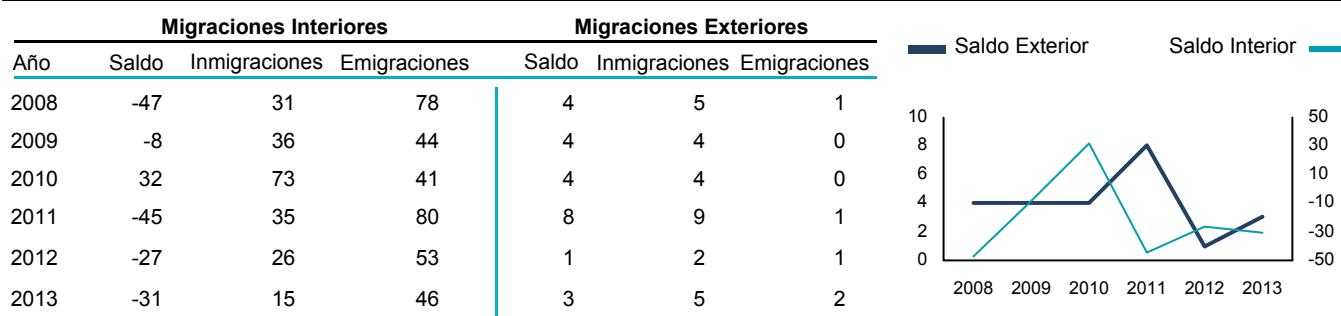 Migraciones Interiores Migraciones Exteriores
Año Saldo Inmigraciones Emigraciones Saldo Inmigraciones Emigraciones
2008 -47 31 78 4 5 1
2009 -8 36 44 4 4 0
2010 32 73 41 4 4 0
2011 -45 35 80 8 9 1
2012 -27 26 53 1 2 1
2013 -31 15 46 3 5 2
Saldo Exterior Saldo Interior
10 50
8 30
6 10
4 -10
2 -30
0 -50
2008 2009 2010 2011 2012 2013